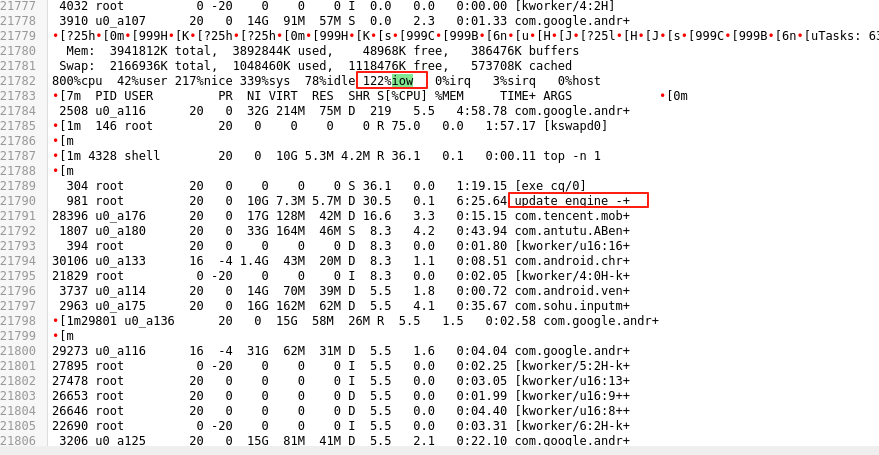 21777  4032 root         0 -20    0    0    0 I  0.0   0.0   0:00.00 [kworker/4:2H]
21778  3910 u0_a107     20   0  14G  91M  57M S  0.0   2.3   0:01.33 com.google.andr+
21779 •[?25h•[0m•[999H•[K•[?25h•[?25h•[0m•[999H•[K•[s•[999C•[999B•[6n•[u•[H•[J•[?25l•[H•[J•[s•[999C•[999B•[6n•[uTasks: 63
21780   Mem:  3941812K total,  3892844K used,    48968K free,   386476K buffers
21781  Swap:  2166936K total,  1048460K used,  1118476K free,   573708K cached
21782 800%cpu  42%user 217%nice 339%sys  78%idle 122%iow   0%irq   3%sirq   0%host
21783 •[7m  PID USER         PR  NI VIRT  RES  SHR S[%CPU] %MEM     TIME+ ARGS            •[0m
21784  2508 u0_a116     20   0  32G 214M  75M D  219   5.5   4:58.78 com.google.andr+
21785 •[1m  146 root         20   0    0    0    0 R 75.0   0.0   1:57.17 [kswapd0]
21786 •[m
21787 •[1m 4328 shell        20   0  10G 5.3M 4.2M R 36.1   0.1   0:00.11 top -n 1
21788 •[m
21789   304 root        20   0    0    0    0 S 36.1   0.0   1:19.15 [exe_cq/0]
21790   981 root        20   0  10G 7.3M 5.7M D 30.5   0.1   6:25.64 update_engine -+
21791 28396 u0_a176     20   0  17G 128M  42M D 16.6   3.3   0:15.15 com.tencent.mob+
21792  1807 u0_a180     20   0  33G 164M  46M S  8.3   4.2   0:43.94 com.antutu.ABen+
21793   394 root        20   0    0    0    0 D  8.3   0.0   0:01.80 [kworker/u16:16+
21794 30106 u0_a133     16  -4 1.4G  43M  20M D  8.3   1.1   0:08.51 com.android.chr+
21795 21829 root         0 -20    0    0    0 I  8.3   0.0   0:02.05 [kworker/4:0H-k+
21796  3737 u0_a114     20   0  14G  70M  39M D  5.5   1.8   0:00.72 com.android.ven+
21797  2963 u0_a175     20   0  16G 162M  62M D  5.5   4.1   0:35.67 com.sohu.inputm+
21798 •[1m29801 u0_a136     20   0  15G  58M  26M R  5.5   1.5   0:02.58 com.google.andr+
21799 •[m
21800 29273 u0_a116     16  -4  31G  62M  31M D  5.5   1.6   0:04.04 com.google.andr+
21801 27895 root         0 -20    0    0    0 I  5.5   0.0   0:02.25 [kworker/5:2H-k+
21802 27478 root        20   0    0    0    0 I  5.5   0.0   0:03.05 [kworker/u16:13+
21803 26653 root        20   0    0    0    0 D  5.5   0.0   0:01.99 [kworker/u16:9++
21804 26646 root        20   0    0    0    0 D  5.5   0.0   0:04.40 [kworker/u16:8++
21805 22690 root         0 -20    0    0    0 I  5.5   0.0   0:03.31 [kworker/6:2H-k+
21806  3206 u0_a125     20   0  15G  81M  41M D  5.5   2.1   0:22.10 com.google.andr+